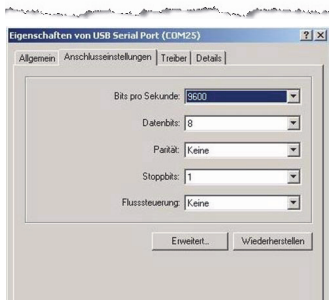 Eigenschaften von USB Serial Port (COM25)
Allgemein Anschlusseinstellungen Treiber Details
Bits pro Sekunde: 9600
Datenbits: 8
Parität: Keine
Stoppbits: 1
Flusssteuerung: Keine
Erweitert... Wiederherstellen